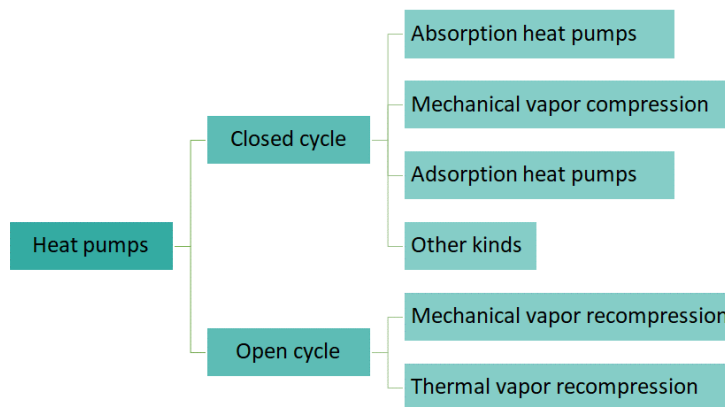 Heat pumps
Closed cycle
Absorption heat pumps
Mechanical vapor compression
Adsorption heat pumps
Other kinds
Open cycle
Mechanical vapor recompression
Thermal vapor recompression